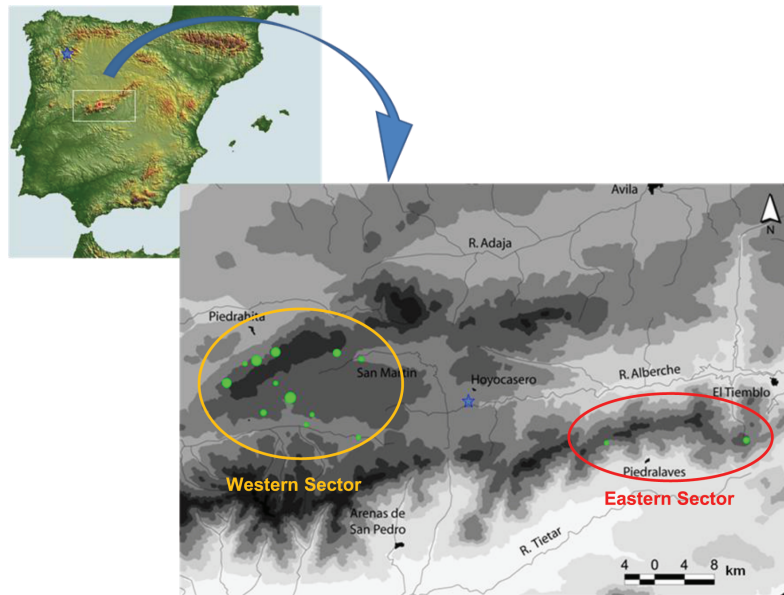 Avila
N
R. Adaja
Piedrahita
San Martin
Hoyocasero
R. Alberche
El Tiemblo
Western Sector
Piedralaves
Eastern Sector
Arenas de
San Pedro
R. Tietar
4 0 4 8 km